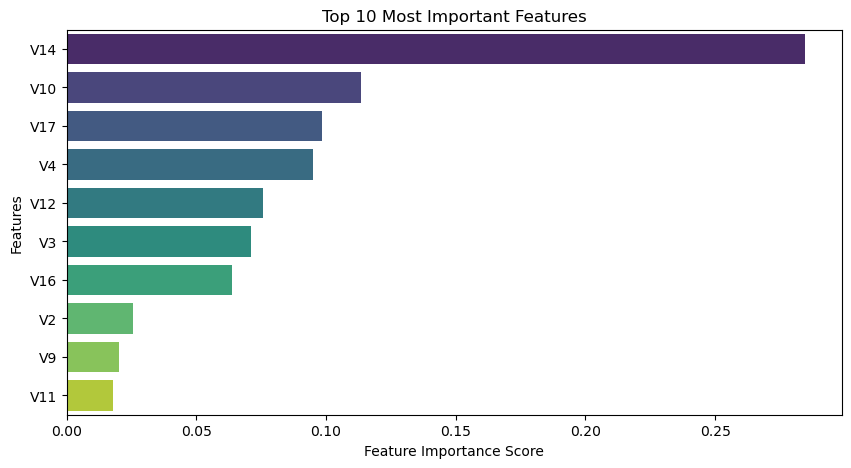 Top 10 Most Important Features
V14
V10
V17
V4
V12
V3
V16
V2
V9
V11
Features
0.00 0.05 0.10 0.15 0.20 0.25
Feature Importance Score